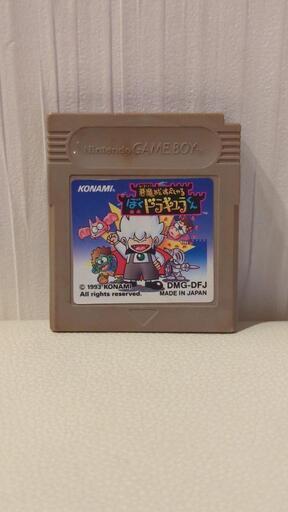 Nintendo GAME BOY
KONAMI
悪魔城すぺしゃる
ぼくドラキュラくん
© 1993 KONAMI
All rights reserved.
DMG-DFJ
MADE IN JAPAN